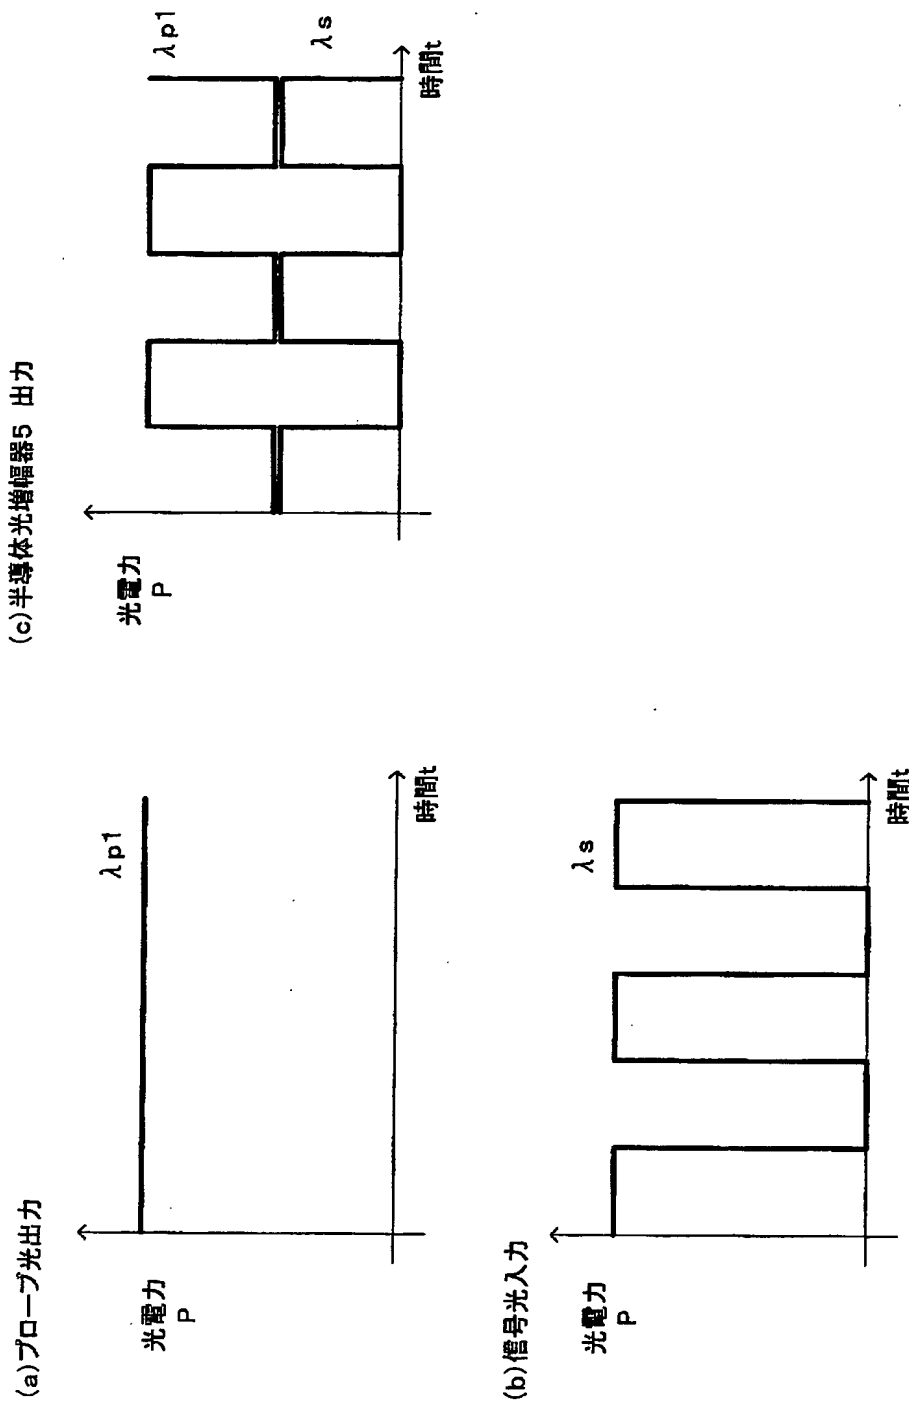 (a)プローブ光出力
光電力
P
λp1
時間t
(b)信号光入力
光電力
P
λs
時間t
(c)半導体光増幅器5 出力
光電力
P
λp1
λs
時間t